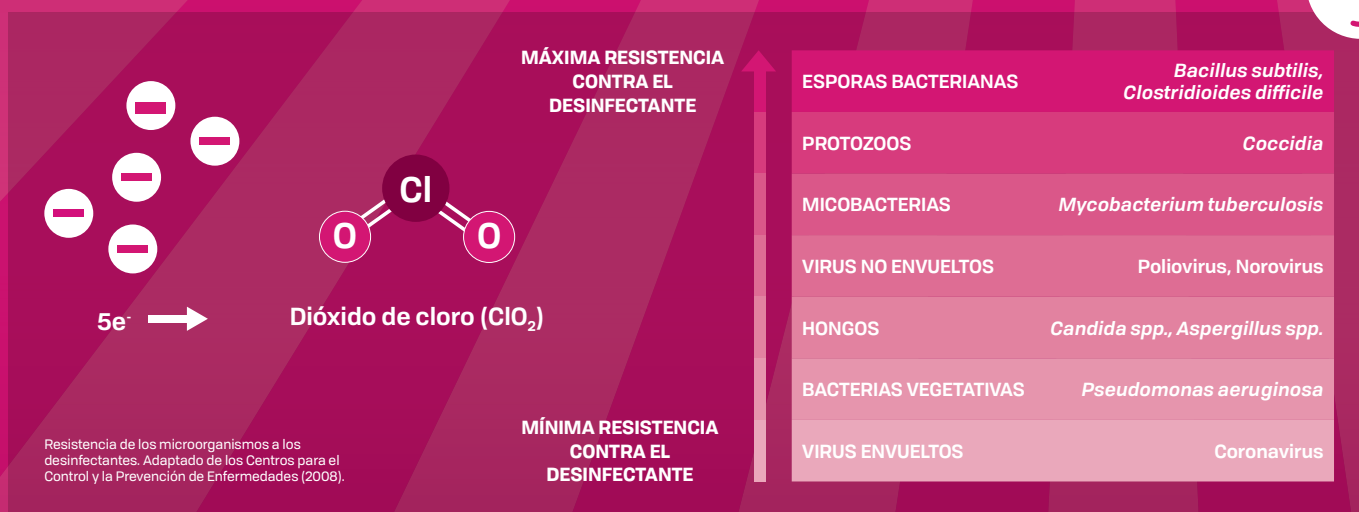 Cl
O O
5e⁻
Dióxido de cloro (ClO₂)
Resistencia de los microorganismos a los
desinfectantes. Adaptado de los Centros para el
Control y la Prevención de Enfermedades (2008).
MÁXIMA RESISTENCIA
CONTRA EL
DESINFECTANTE
MÍNIMA RESISTENCIA
CONTRA EL
DESINFECTANTE
ESPORAS BACTERIANAS Bacillus subtilis,
Clostridioides difficile
PROTOZOOS Coccidia
MICOBACTERIAS Mycobacterium tuberculosis
VIRUS NO ENVUELTOS Poliovirus, Norovirus
HONGOS Candida spp., Aspergillus spp.
BACTERIAS VEGETATIVAS Pseudomonas aeruginosa
VIRUS ENVUELTOS Coronavirus